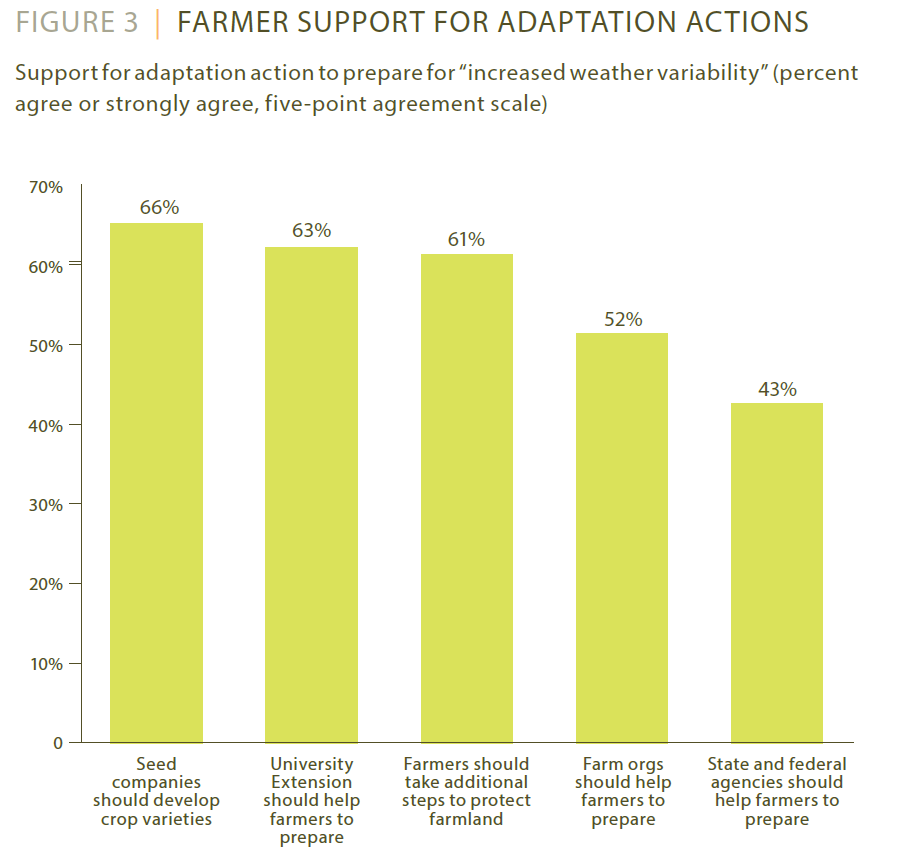 FIGURE 3 | FARMER SUPPORT FOR ADAPTATION ACTIONS
Support for adaptation action to prepare for “increased weather variability” (percent
agree or strongly agree, five-point agreement scale)
70%
60%
50%
40%
30%
20%
10%
0
66%
63%
61%
52%
43%
Seed
companies
should develop
crop varieties
University
Extension
should help
farmers to
prepare
Farmers should
take additional
steps to protect
farmland
Farm orgs
should help
farmers to
prepare
State and federal
agencies should
help farmers to
prepare